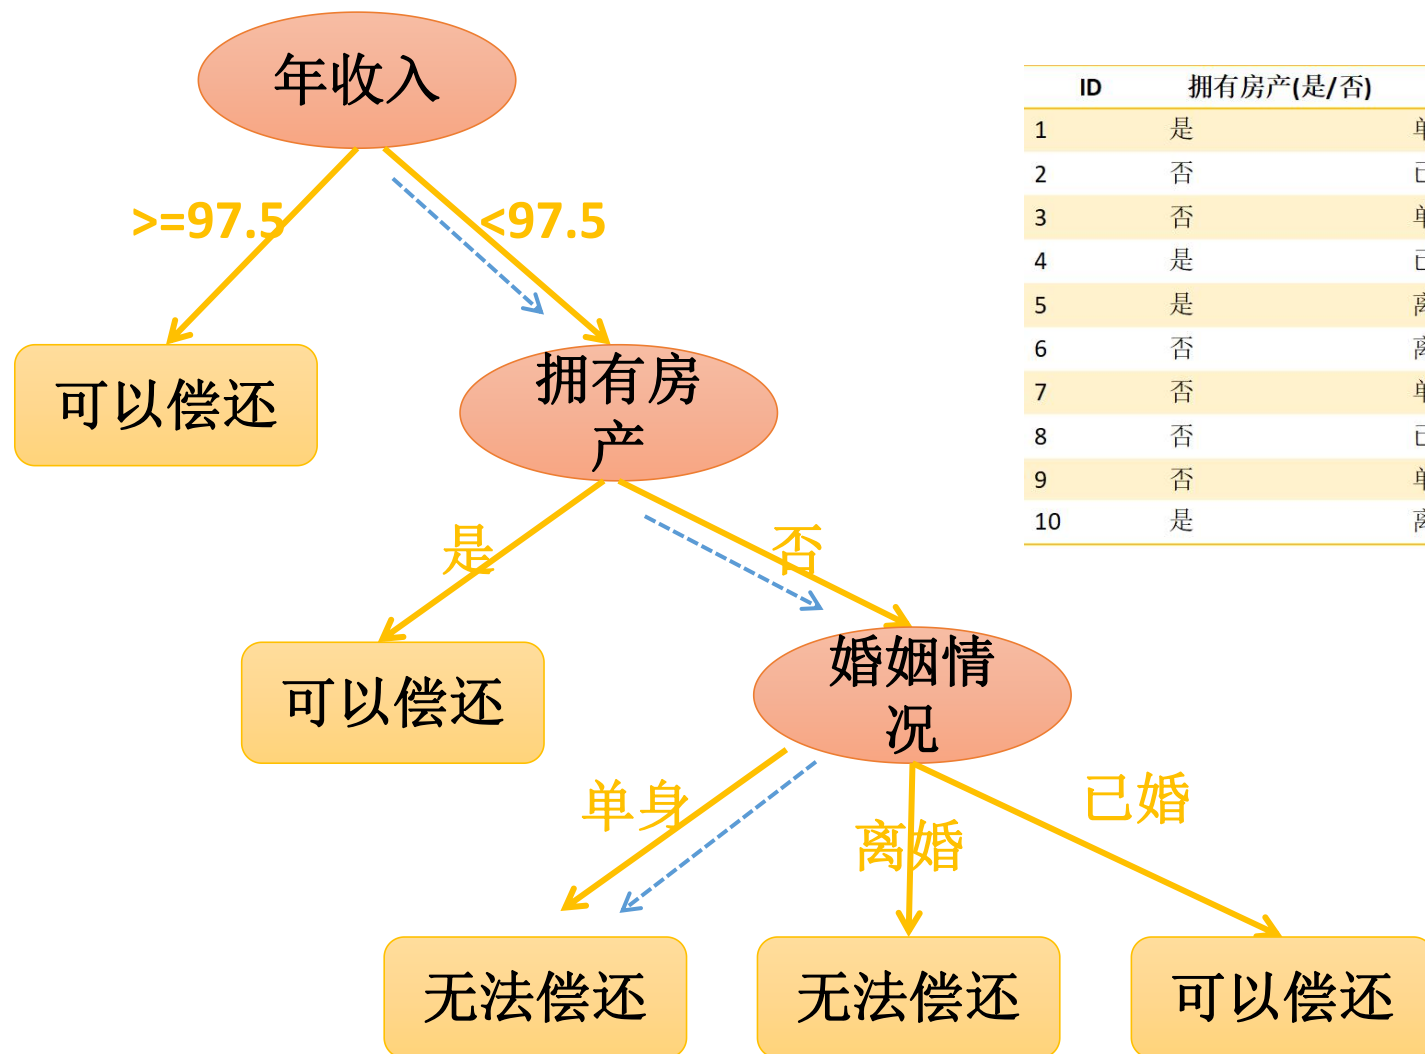 年收入
>=97.5
<97.5
可以偿还
拥有房
产
是
否
可以偿还
婚姻情
况
单身
离婚
已婚
无法偿还
无法偿还
可以偿还
ID 拥有房产(是/否)
1 是
2 否
3 否
4 是
5 是
6 否
7 否
8 否
9 否
10 是